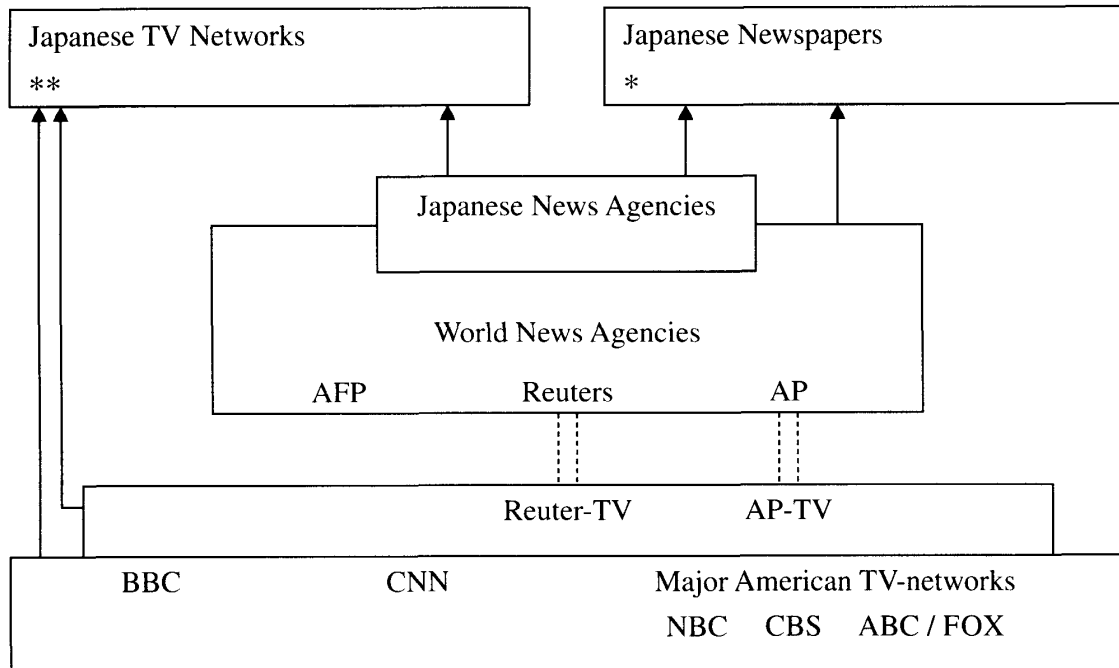 Japanese TV Networks
**
Japanese Newspapers
*
Japanese News Agencies
World News Agencies
AFP Reuters AP
Reuter-TV AP-TV
BBC CNN Major American TV-networks
NBC CBS ABC / FOX